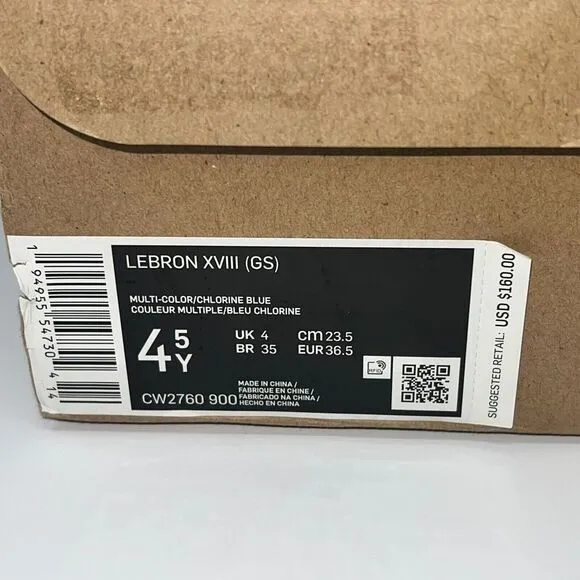 LEBRON XVIII (GS)
MULTI-COLOR/CHLORINE BLUE
COULEUR MULTIPLE/BLEU CHLORINE
4 5 Y
UK 4 CM 23.5
BR 35 EUR 36.5
CW2760 900
MADE IN CHINA /
FABRIQUE EN CHINE /
FABRICADO NA CHINA /
HECHO EN CHINA
RFID
1 94955 54730 4 14
SUGGESTED RETAIL: USD $160.00